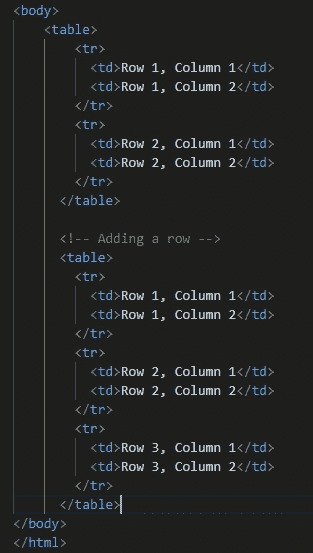 <body>
<table>
<tr>
<td>Row 1, Column 1</td>
<td>Row 1, Column 2</td>
</tr>
<tr>
<td>Row 2, Column 1</td>
<td>Row 2, Column 2</td>
</tr>
</table>
<!-- Adding a row -->
<table>
<tr>
<td>Row 1, Column 1</td>
<td>Row 1, Column 2</td>
</tr>
<tr>
<td>Row 2, Column 1</td>
<td>Row 2, Column 2</td>
</tr>
<tr>
<td>Row 3, Column 1</td>
<td>Row 3, Column 2</td>
</tr>
</table>
</body>
</html>